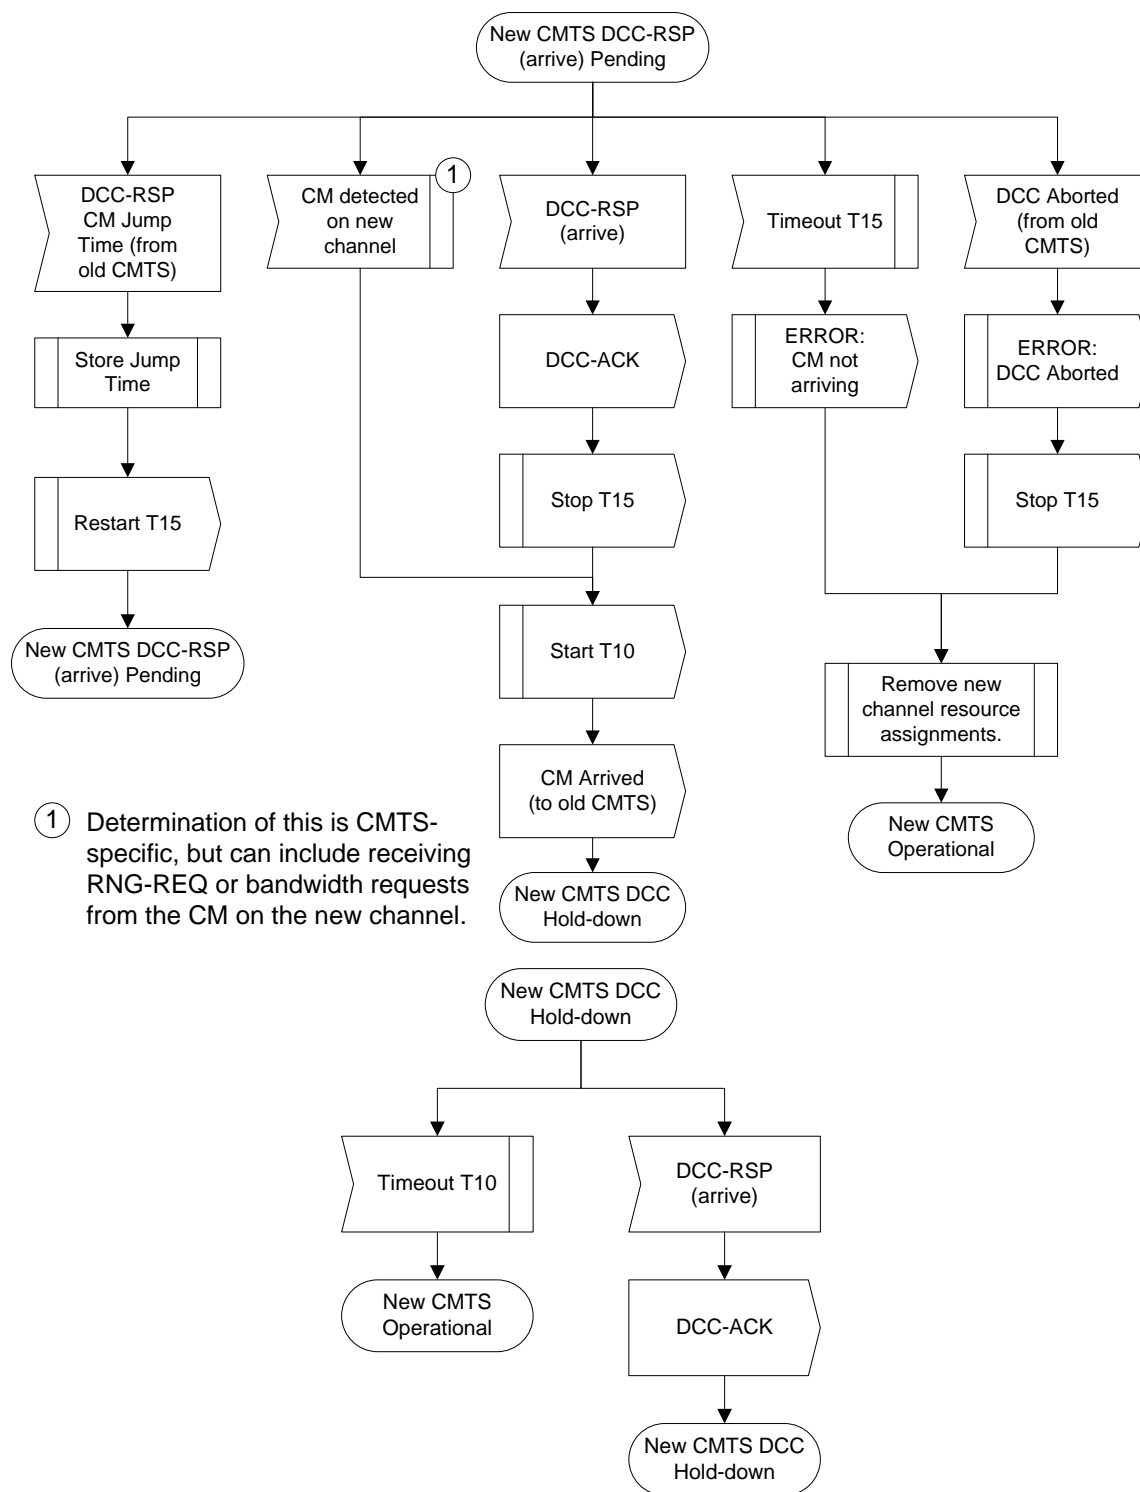 New CMTS DCC-RSP
(arrive) Pending
DCC-RSP
CM Jump
Time (from
old CMTS)
CM detected
on new
channel
1
DCC-RSP
(arrive)
Timeout T15
DCC Aborted
(from old
CMTS)
Store Jump
Time
DCC-ACK
ERROR:
CM not
arriving
ERROR:
DCC Aborted
Restart T15
Stop T15
Stop T15
New CMTS DCC-RSP
(arrive) Pending
Start T10
Remove new
channel resource
assignments.
CM Arrived
(to old CMTS)
New CMTS
Operational
1 Determination of this is CMTS-
specific, but can include receiving
RNG-REQ or bandwidth requests
from the CM on the new channel.
New CMTS DCC
Hold-down
New CMTS DCC
Hold-down
Timeout T10
DCC-RSP
(arrive)
New CMTS
Operational
DCC-ACK
New CMTS DCC
Hold-down